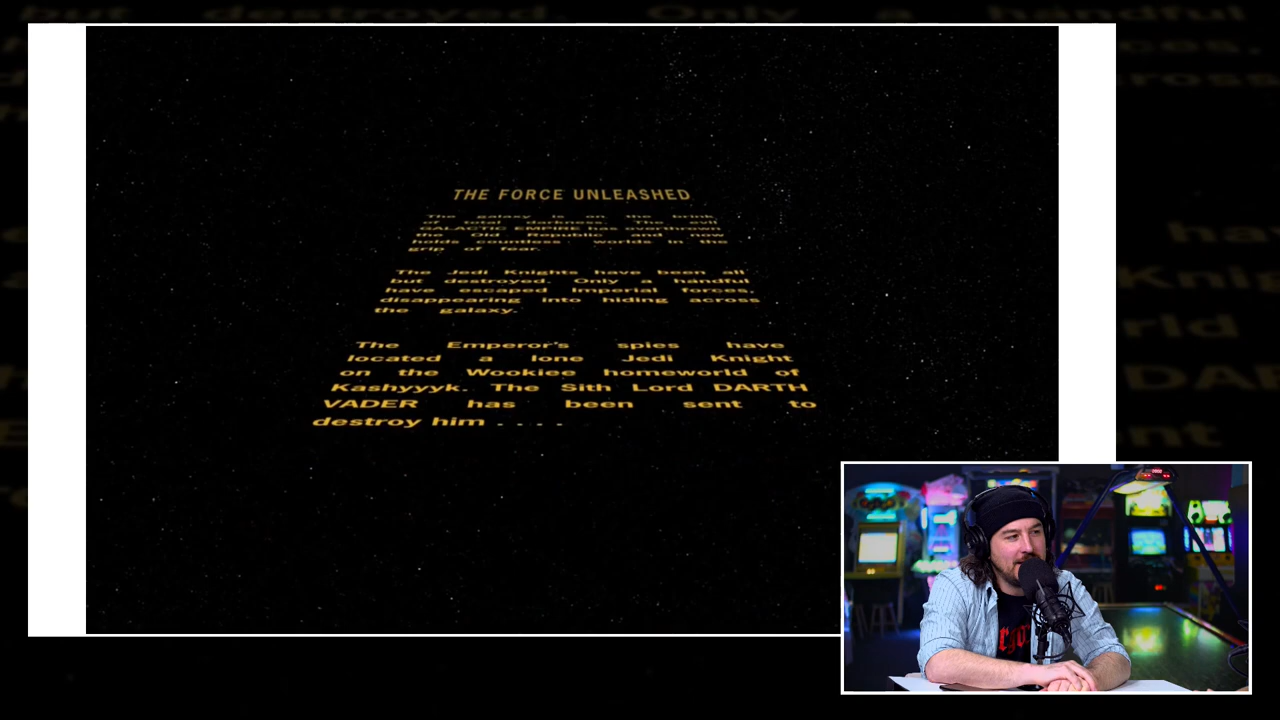 THE FORCE UNLEASHED
The galaxy is on the brink
of total darkness. The evil
GALACTIC EMPIRE has overthrown
the Old Republic and now
holds countless worlds in the
grip of fear.
The Jedi Knights have been all
but destroyed. Only a handful
have escaped Imperial forces,
disappearing into hiding across
the galaxy.
The Emperor's spies have
located a lone Jedi Knight
on the Wookiee homeworld of
Kashyyyk. The Sith Lord DARTH
VADER has been sent to
destroy him . . . .